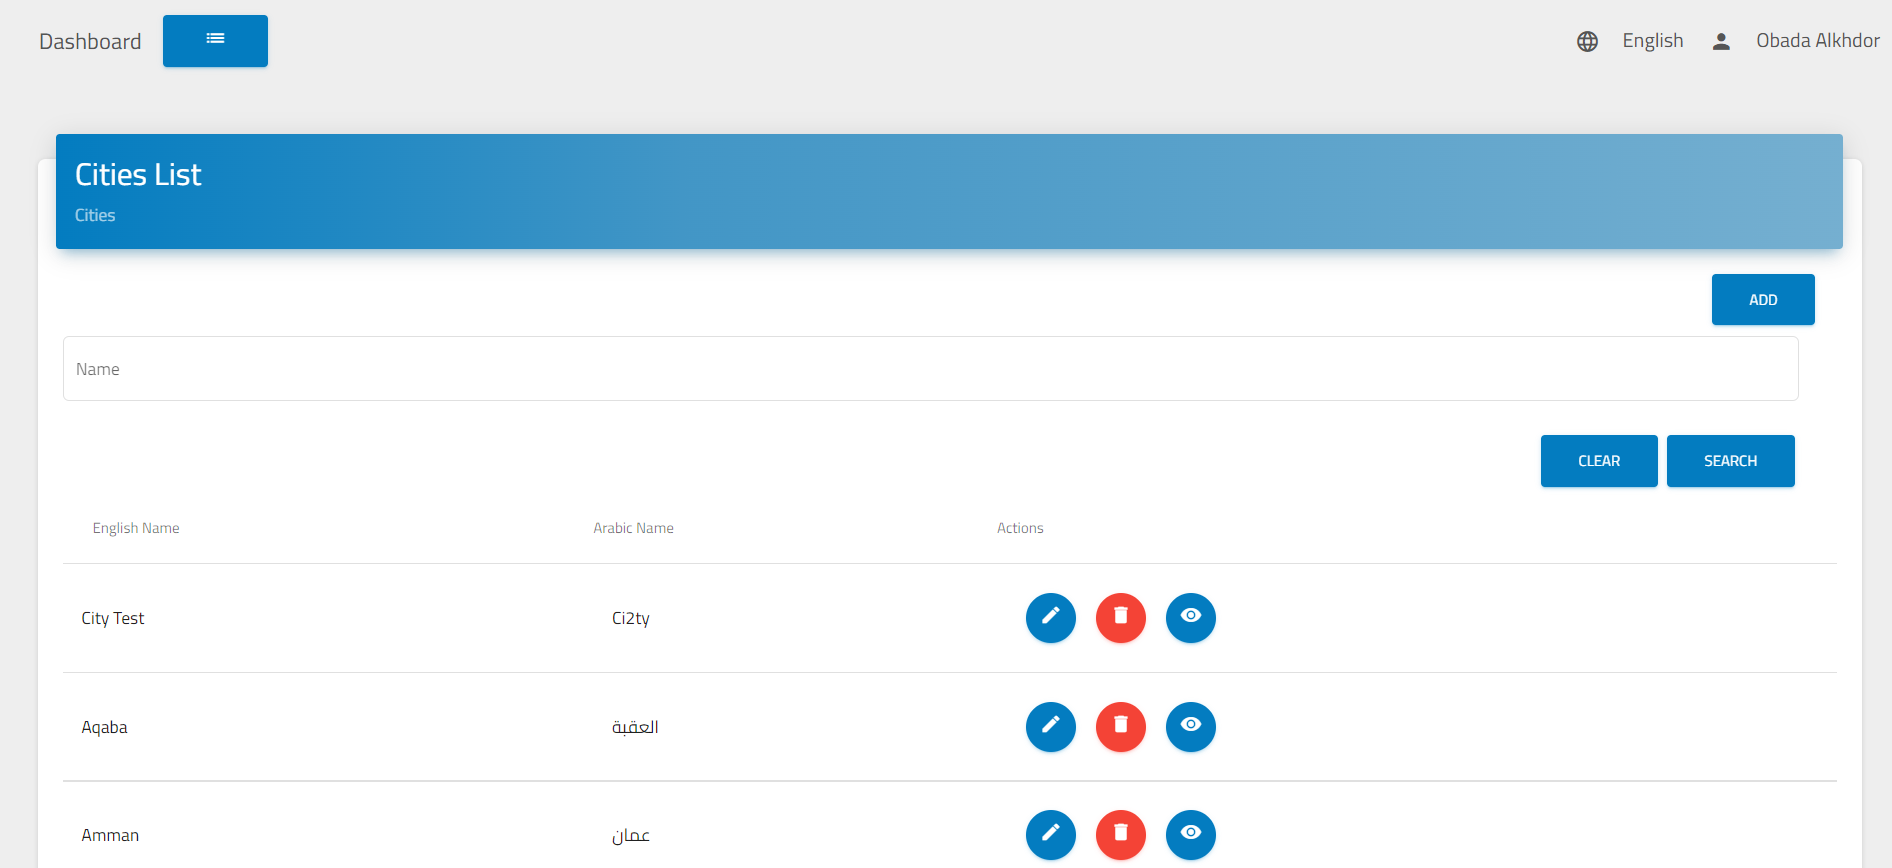 Dashboard
English
Obada Alkhdor
Cities List
Cities
ADD
Name
CLEAR
SEARCH
English Name
Arabic Name
Actions
City Test
Ci2ty
Aqaba
العقبة
Amman
عمان